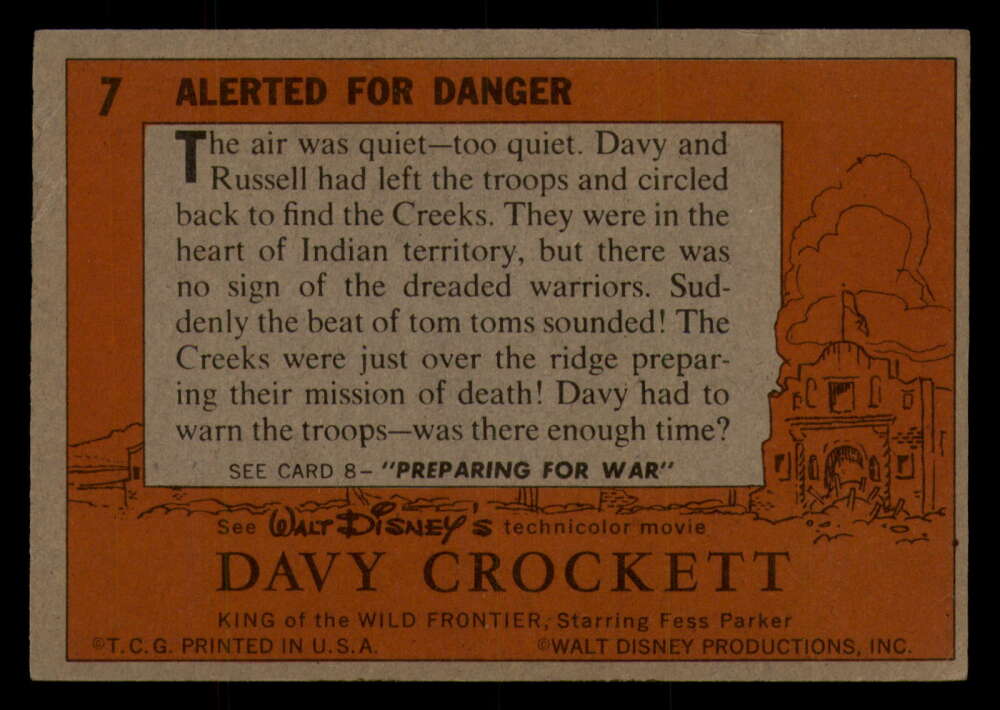 7 ALERTED FOR DANGER
The air was quiet—too quiet. Davy and
Russell had left the troops and circled
back to find the Creeks. They were in the
heart of Indian territory, but there was
no sign of the dreaded warriors. Sud-
denly the beat of tom toms sounded! The
Creeks were just over the ridge prepar-
ing their mission of death! Davy had to
warn the troops—was there enough time?
SEE CARD 8– "PREPARING FOR WAR"
See WALT DISNEY'S technicolor movie
DAVY CROCKETT
KING of the WILD FRONTIER, Starring Fess Parker
©T.C.G. PRINTED IN U.S.A. ©WALT DISNEY PRODUCTIONS, INC.